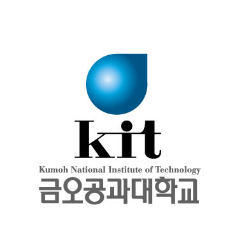 kit
Kumoh National Institute of Technology
금오공과대학교